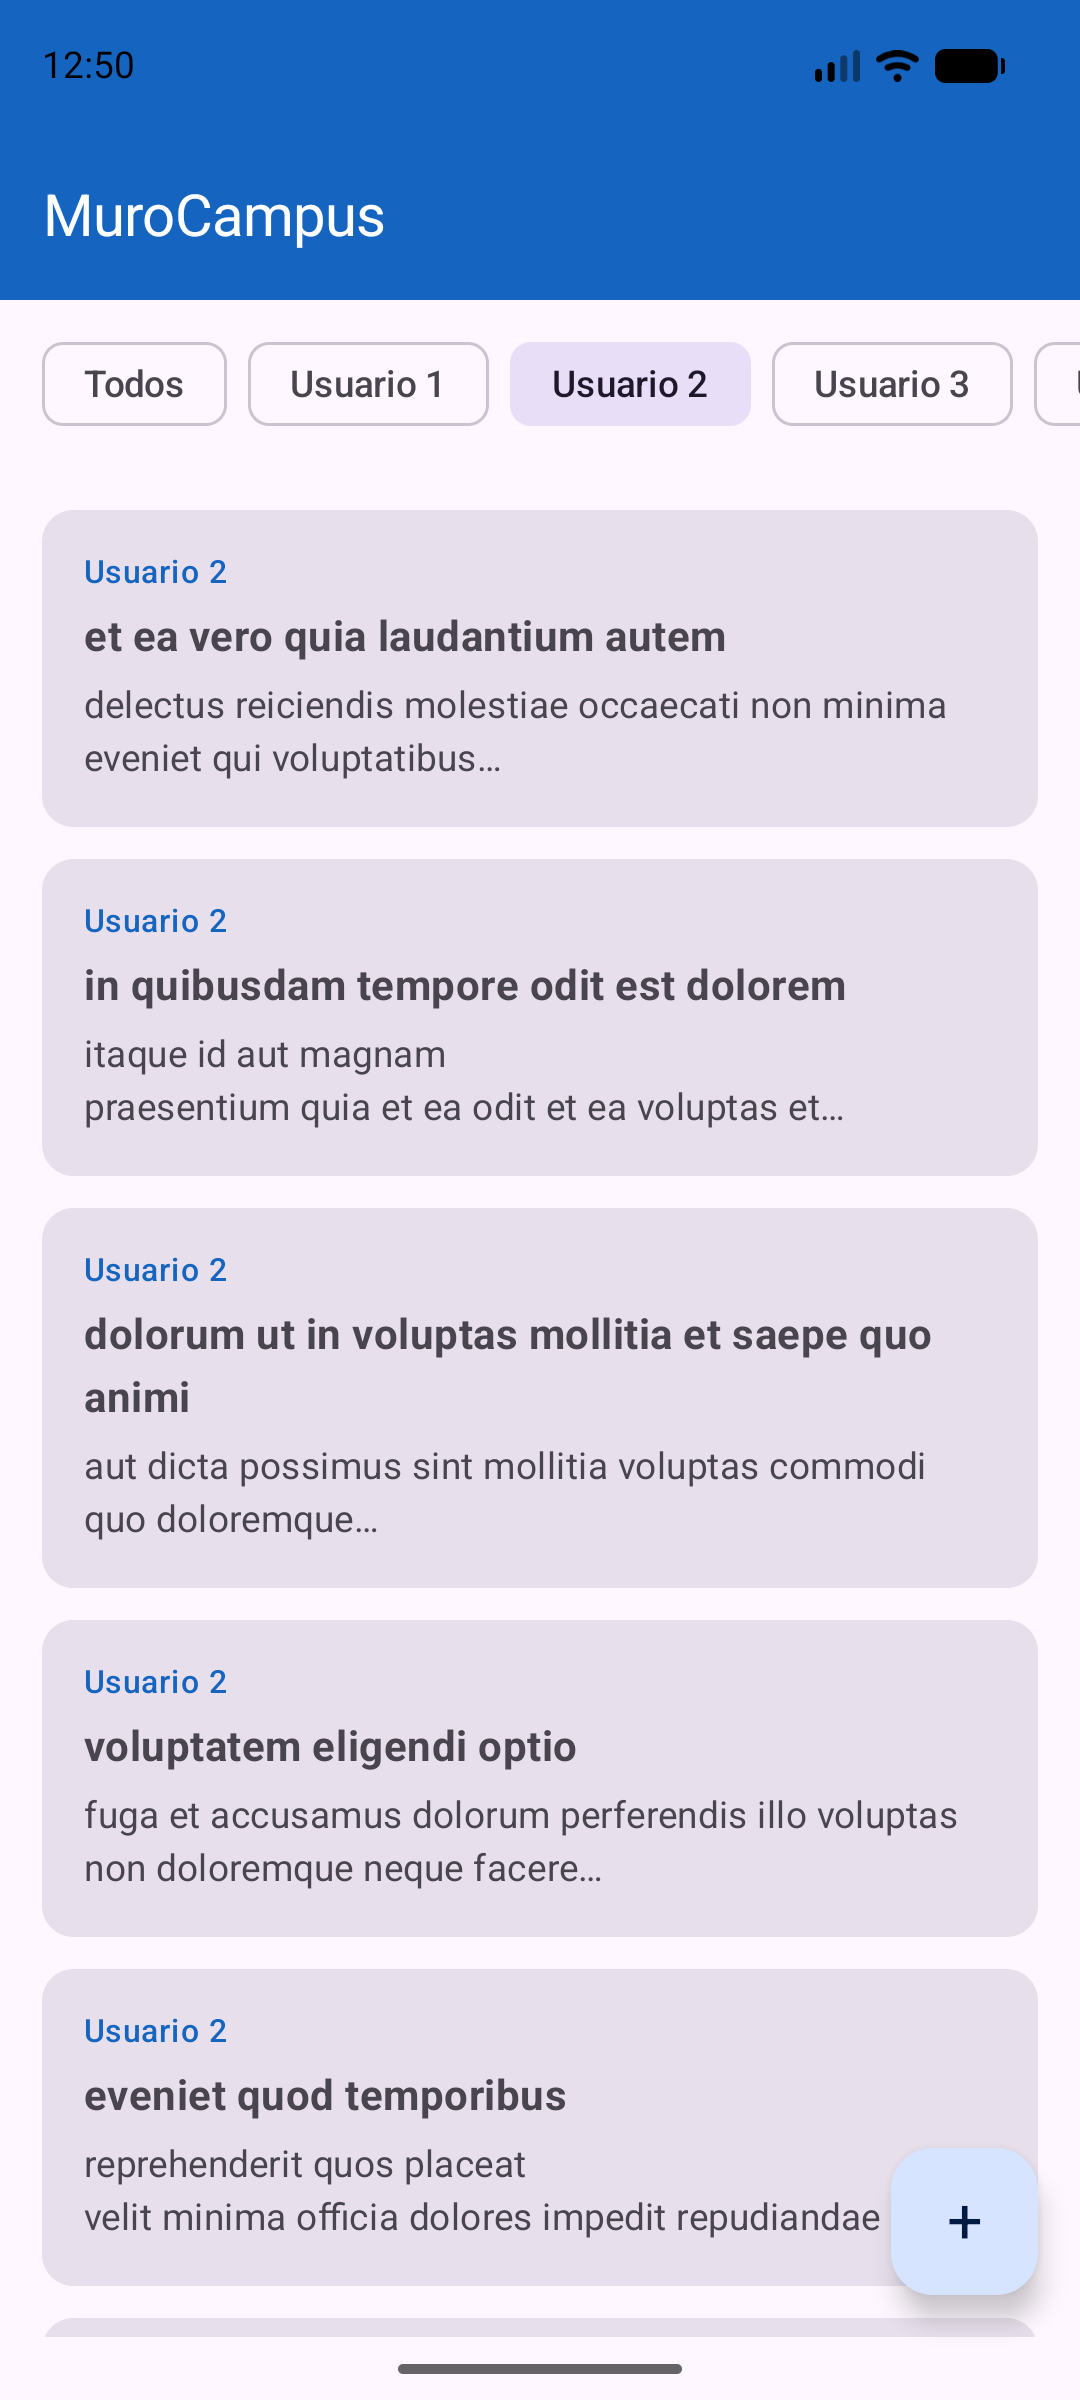 12:50
MuroCampus
Todos
Usuario 1
Usuario 2
Usuario 3
Usuario 2
et ea vero quia laudantium autem
delectus reiciendis molestiae occaecati non minima
eveniet qui voluptatibus…
Usuario 2
in quibusdam tempore odit est dolorem
itaque id aut magnam
praesentium quia et ea odit et ea voluptas et…
Usuario 2
dolorum ut in voluptas mollitia et saepe quo
animi
aut dicta possimus sint mollitia voluptas commodi
quo doloremque…
Usuario 2
voluptatem eligendi optio
fuga et accusamus dolorum perferendis illo voluptas
non doloremque neque facere…
Usuario 2
eveniet quod temporibus
reprehenderit quos placeat
velit minima officia dolores impedit repudiandae
+